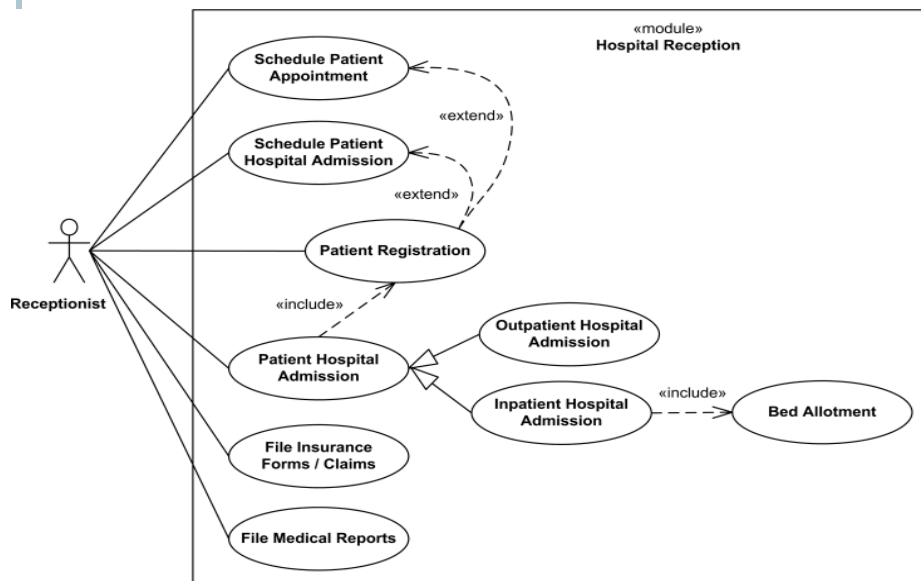 «module»
Hospital Reception
Schedule Patient
Appointment
«extend»
Schedule Patient
Hospital Admission
«extend»
Patient Registration
Receptionist
«include»
Outpatient Hospital
Admission
Patient Hospital
Admission
Inpatient Hospital
Admission
«include»
Bed Allotment
File Insurance
Forms / Claims
File Medical Reports